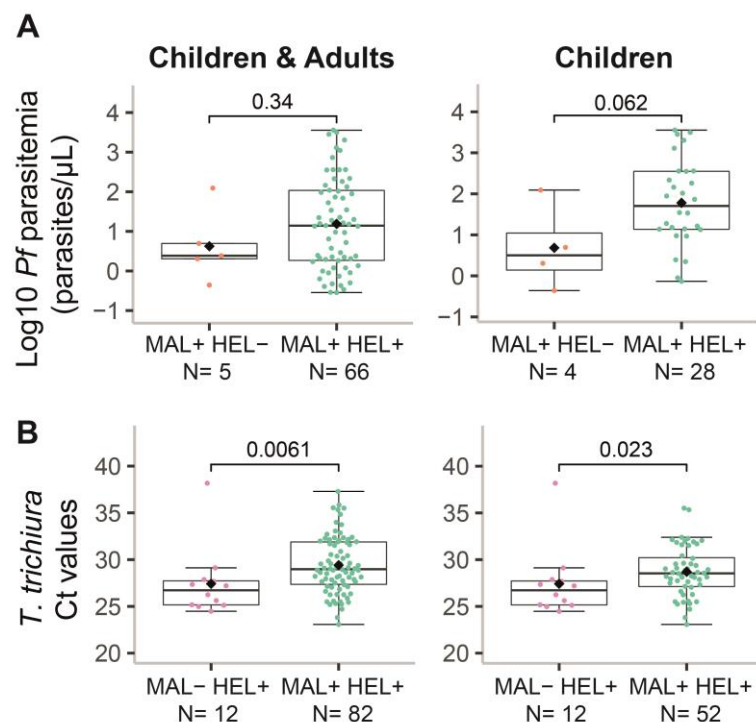 A
Children & Adults
Children
Log10 Pf parasitemia
(parasites/μL)
4
3
2
1
0
−1
0.34
MAL+ HEL−
N= 5
MAL+ HEL+
N= 66
4
3
2
1
0
−1
0.062
MAL+ HEL−
N= 4
MAL+ HEL+
N= 28
B
T. trichiura
Ct values
40
35
30
25
20
0.0061
MAL− HEL+
N= 12
MAL+ HEL+
N= 82
40
35
30
25
20
0.023
MAL− HEL+
N= 12
MAL+ HEL+
N= 52